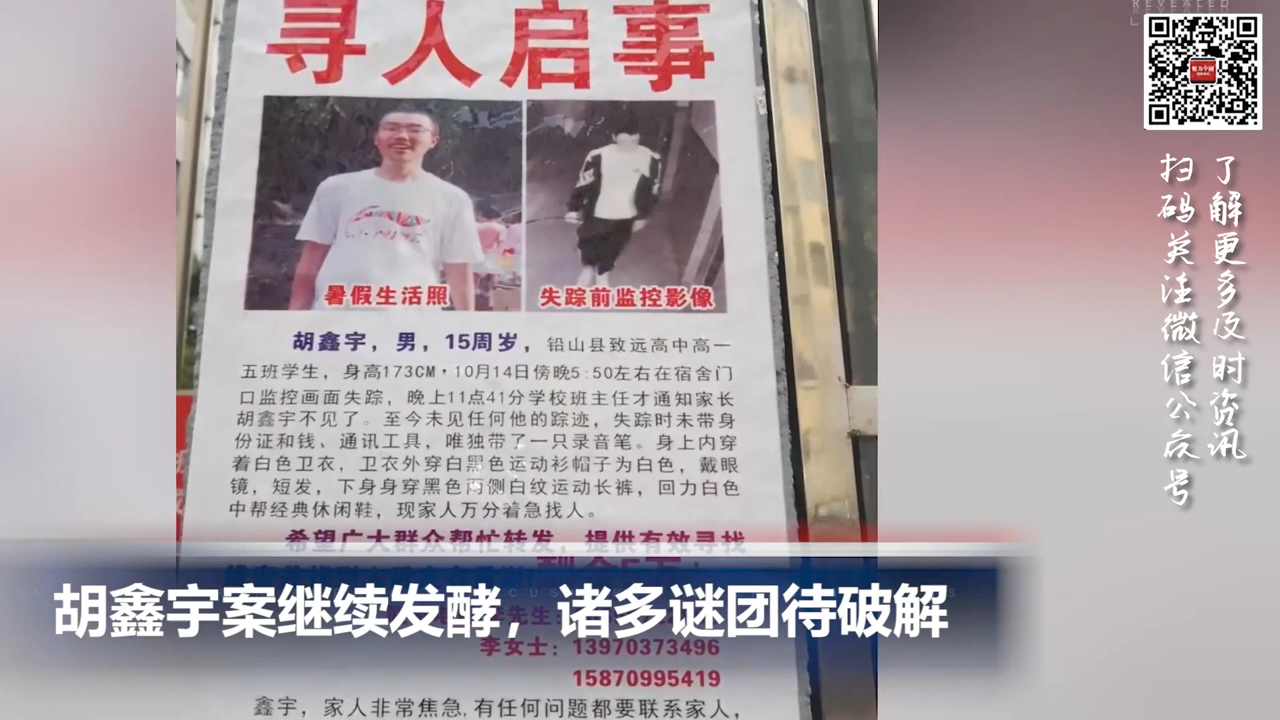 寻人启事
暑假生活照
失踪前监控影像
胡鑫宇，男，15周岁，铅山县致远高中高一
五班学生，身高173CM·10月14日傍晚5:50左右在宿舍门
口监控画面失踪，晚上11点41分学校班主任才通知家长
胡鑫宇不见了。至今未见任何他的踪迹，失踪时未带身
份证和钱、通讯工具，唯独带了一只录音笔。身上内穿
着白色卫衣，卫衣外穿白黑色运动衫帽子为白色，戴眼
镜，短发，下身身穿黑色两侧白纹运动长裤，回力白色
中帮经典休闲鞋，现家人万分着急找人。
希望广大群众帮忙转发，提供有效寻找
胡鑫宇案继续发酵，诸多谜团待破解
李女士：13970373496
15870995419
鑫宇，家人非常焦急,有任何问题都要联系家人，
REVEALED
了解更多及时资讯
扫码关注微信公众号